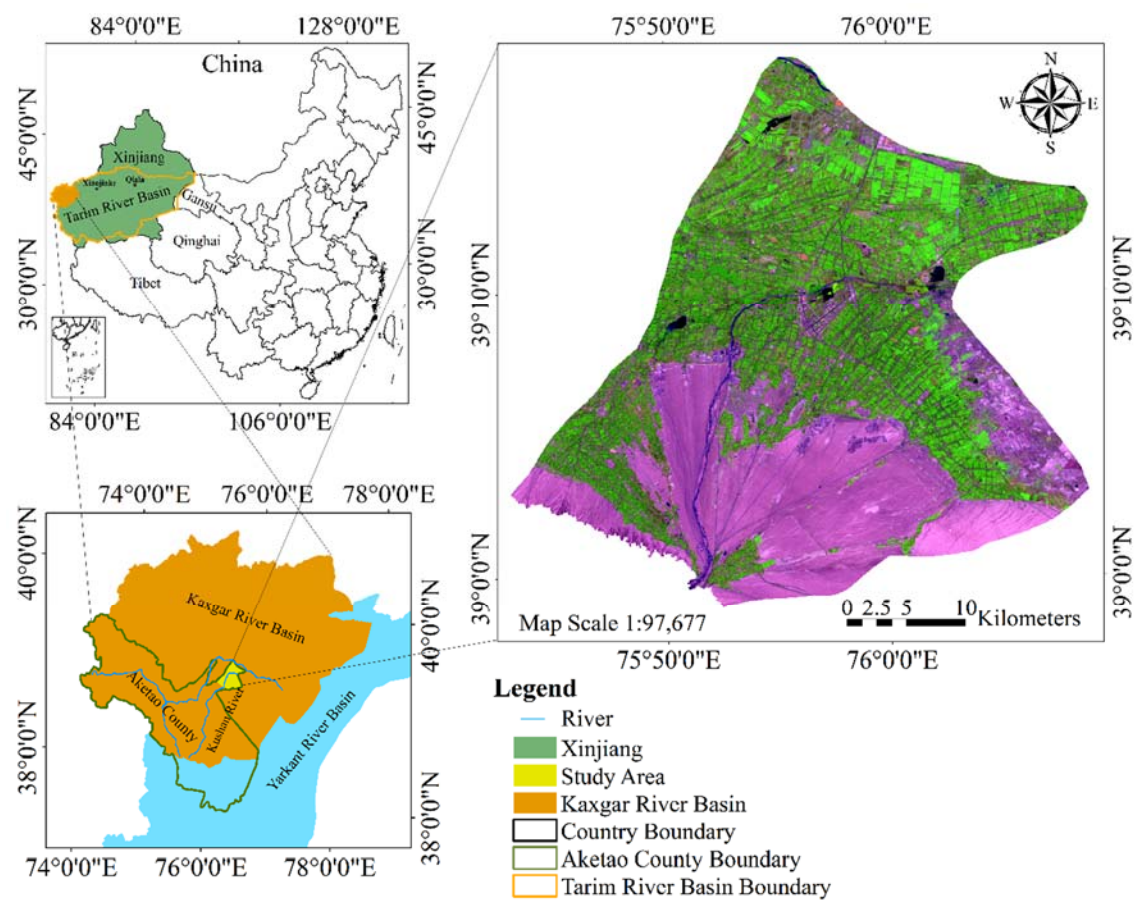 84°0'0"E
128°0'0"E
China
45°0'0"N
45°0'0"N
Xinjiang
Tarim River Basin
Gansu
Qinghai
Tibet
30°0'0"N
30°0'0"N
84°0'0"E
106°0'0"E
75°50'0"E
76°0'0"E
N
W
E
S
39°10'0"N
39°10'0"N
39°0'0"N
39°0'0"N
Map Scale 1:97,677
0 2.5 5 10 Kilometers
75°50'0"E
76°0'0"E
74°0'0"E
76°0'0"E
78°0'0"E
40°0'0"N
40°0'0"N
Kaxgar River Basin
Aketao County
Kushan River
Yarkant River Basin
38°0'0"N
38°0'0"N
74°0'0"E
76°0'0"E
78°0'0"E
Legend
River
Xinjiang
Study Area
Kaxgar River Basin
Country Boundary
Aketao County Boundary
Tarim River Basin Boundary